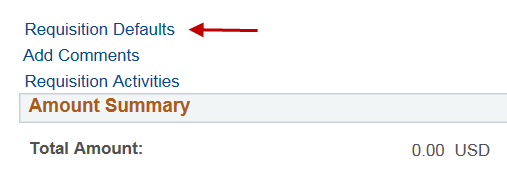 Requisition Defaults
Add Comments
Requisition Activities
Amount Summary
Total Amount: 0.00 USD